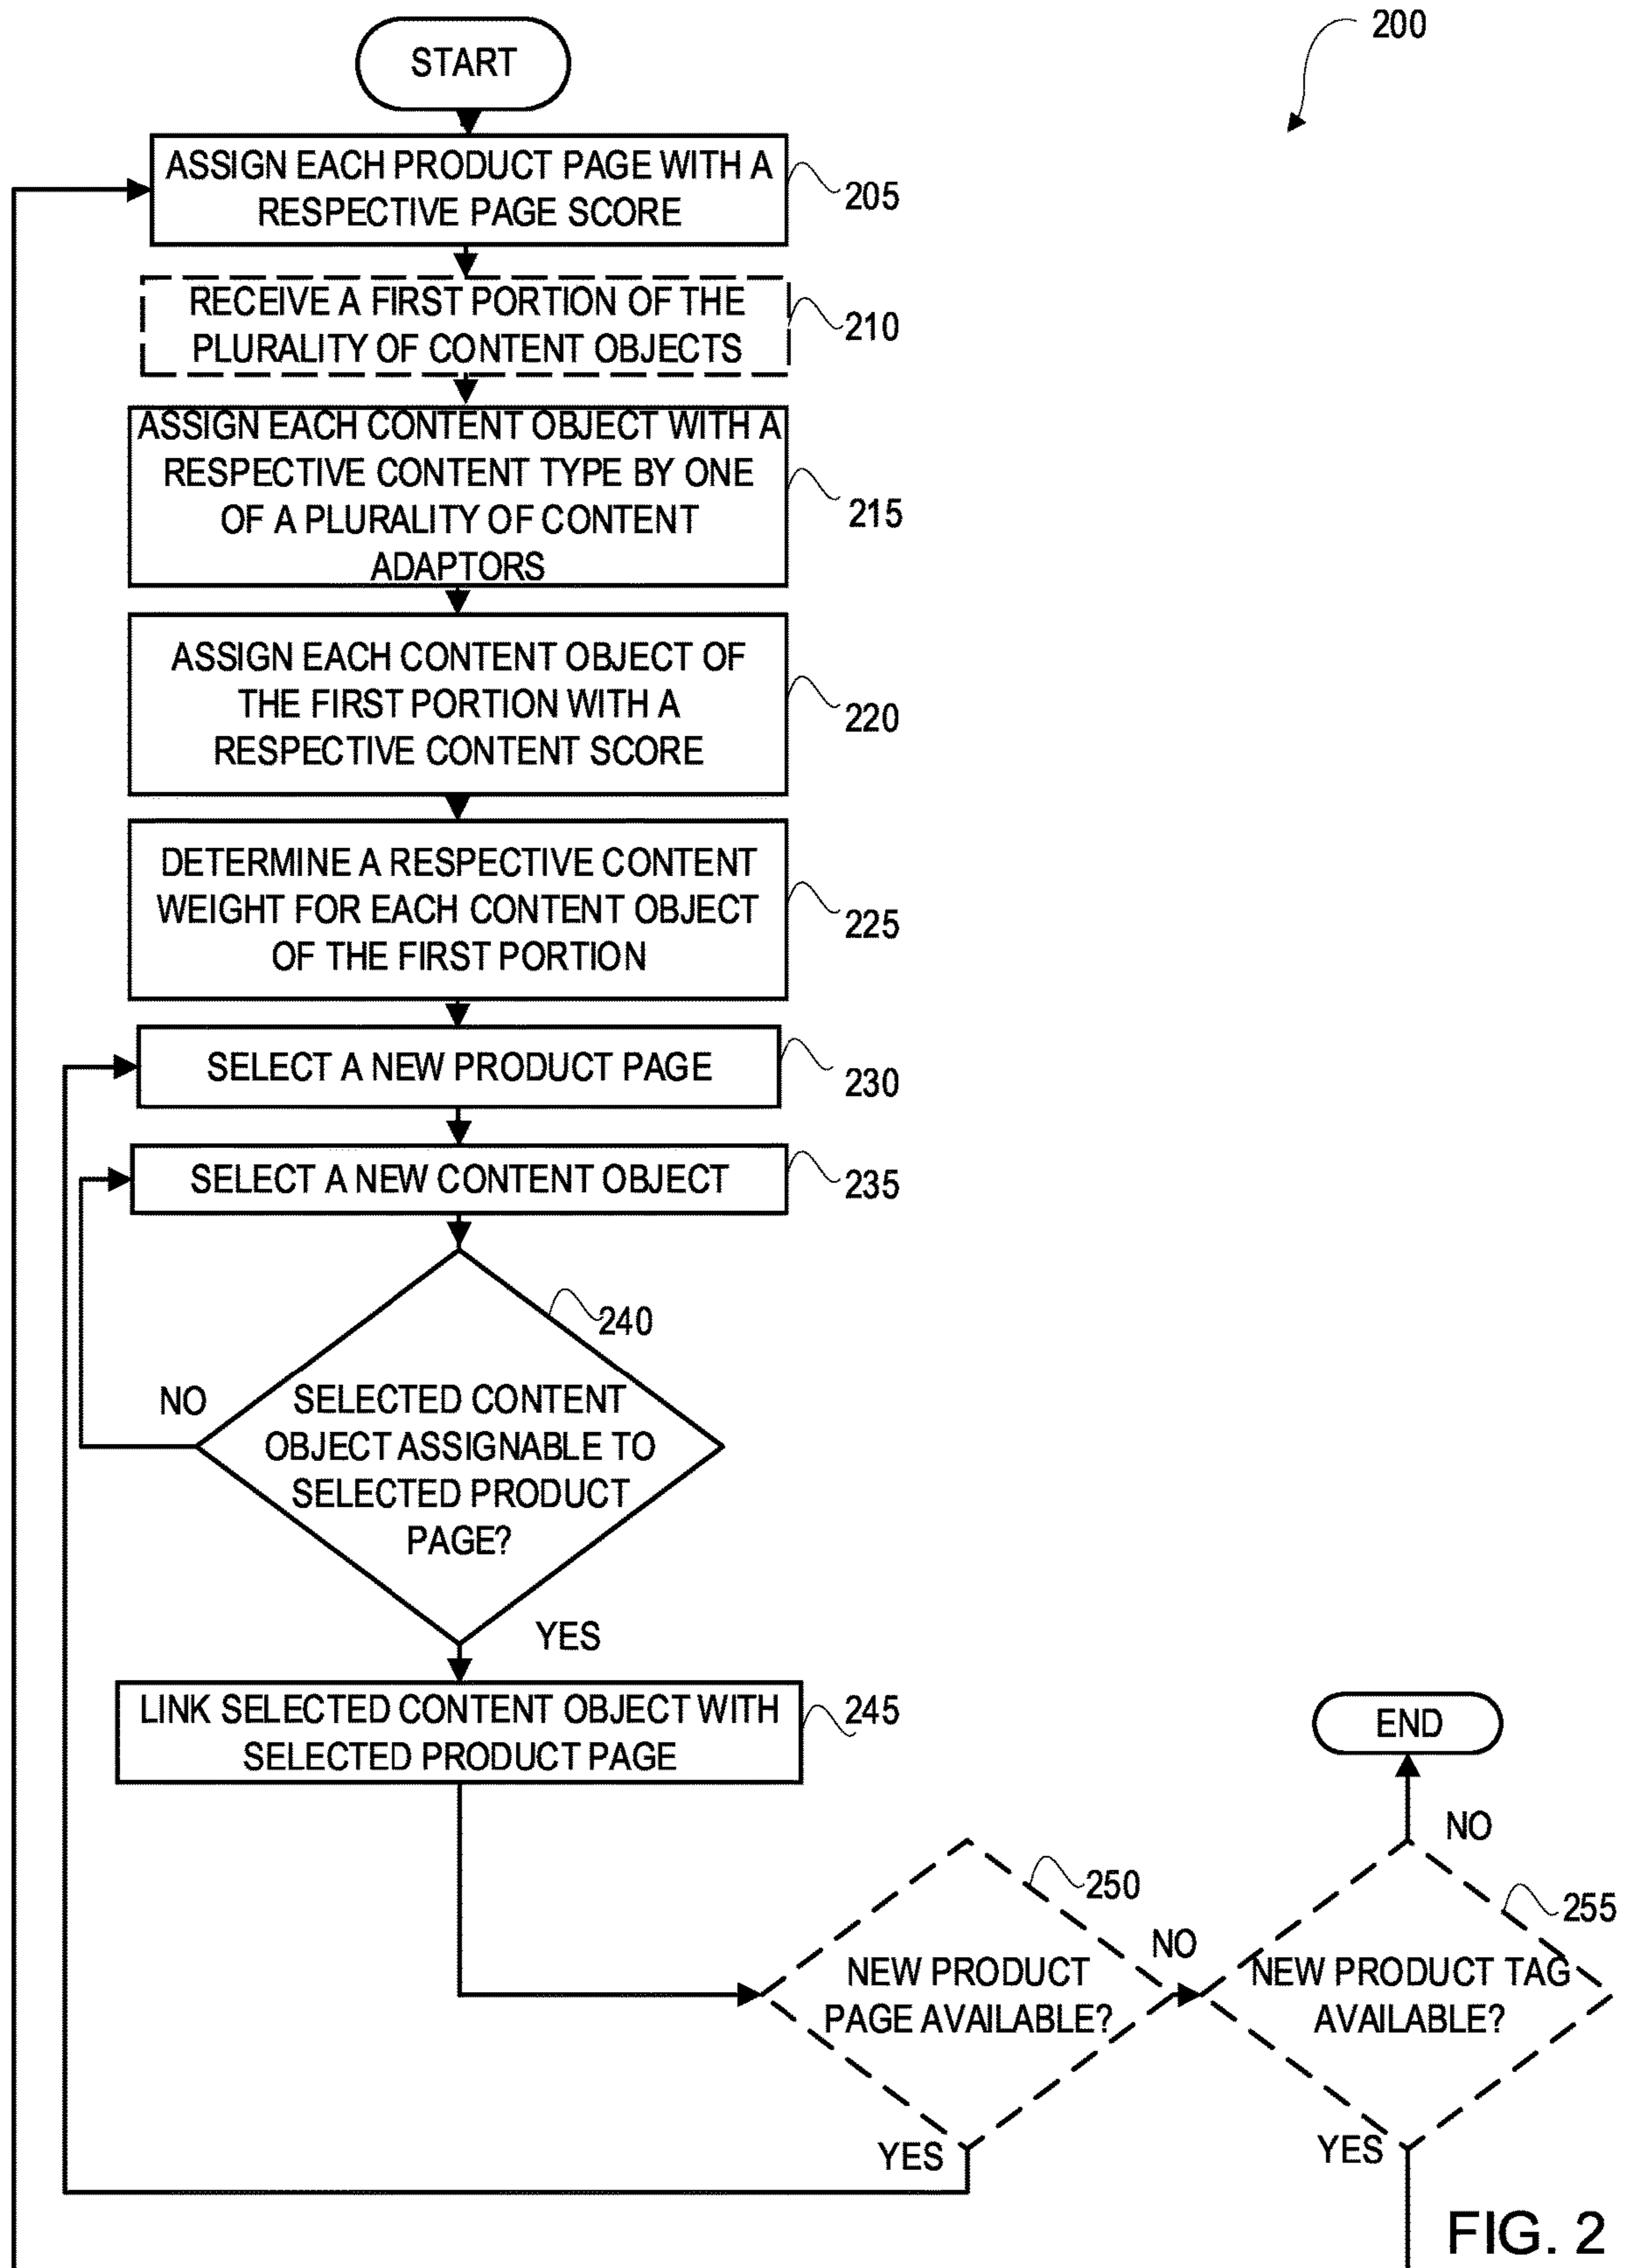 200
START
ASSIGN EACH PRODUCT PAGE WITH A
RESPECTIVE PAGE SCORE
205
RECEIVE A FIRST PORTION OF THE
PLURALITY OF CONTENT OBJECTS
210
ASSIGN EACH CONTENT OBJECT WITH A
RESPECTIVE CONTENT TYPE BY ONE
OF A PLURALITY OF CONTENT
ADAPTORS
215
ASSIGN EACH CONTENT OBJECT OF
THE FIRST PORTION WITH A
RESPECTIVE CONTENT SCORE
220
DETERMINE A RESPECTIVE CONTENT
WEIGHT FOR EACH CONTENT OBJECT
OF THE FIRST PORTION
225
SELECT A NEW PRODUCT PAGE
230
SELECT A NEW CONTENT OBJECT
235
240
NO
SELECTED CONTENT
OBJECT ASSIGNABLE TO
SELECTED PRODUCT
PAGE?
YES
LINK SELECTED CONTENT OBJECT WITH
SELECTED PRODUCT PAGE
245
END
NO
250
255
NO
NEW PRODUCT
PAGE AVAILABLE?
NEW PRODUCT TAG
AVAILABLE?
YES
YES
FIG. 2